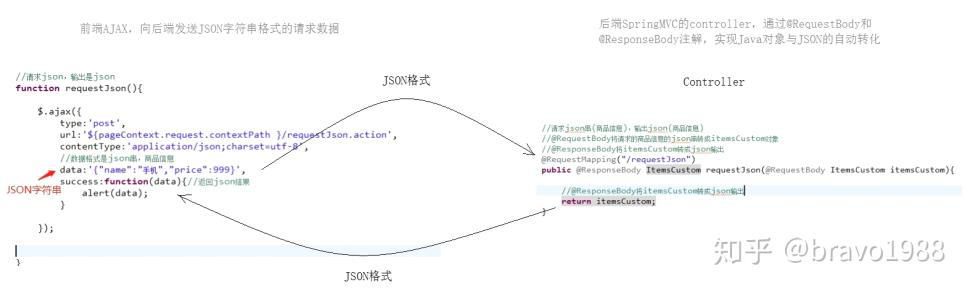 前端AJAX，向后端发送JSON字符串格式的请求数据
//请求json，输出是json
function requestJson(){
$.ajax({
type:'post',
url:'${pageContext.request.contextPath }/requestJson.action',
contentType:'application/json;charset=utf-8',
//数据格式是json串，商品信息
data:'{"name":"手机","price":999}',
JSON字符串
success:function(data){//返回json结果
alert(data);
}
});
}
JSON格式
JSON格式
后端SpringMVC的controller，通过@RequestBody和
@ResponseBody注解，实现Java对象与JSON的自动转化
Controller
//请求json串(商品信息)，输出json(商品信息)
//@RequestBody将请求的商品信息的json串转成itemsCustom对象
//@ResponseBody将itemsCustom转成json输出
@RequestMapping("/requestJson")
public @ResponseBody ItemsCustom requestJson(@RequestBody ItemsCustom itemsCustom){
//@ResponseBody将itemsCustom转成json输出
return itemsCustom;
}
知乎 @bravo1988